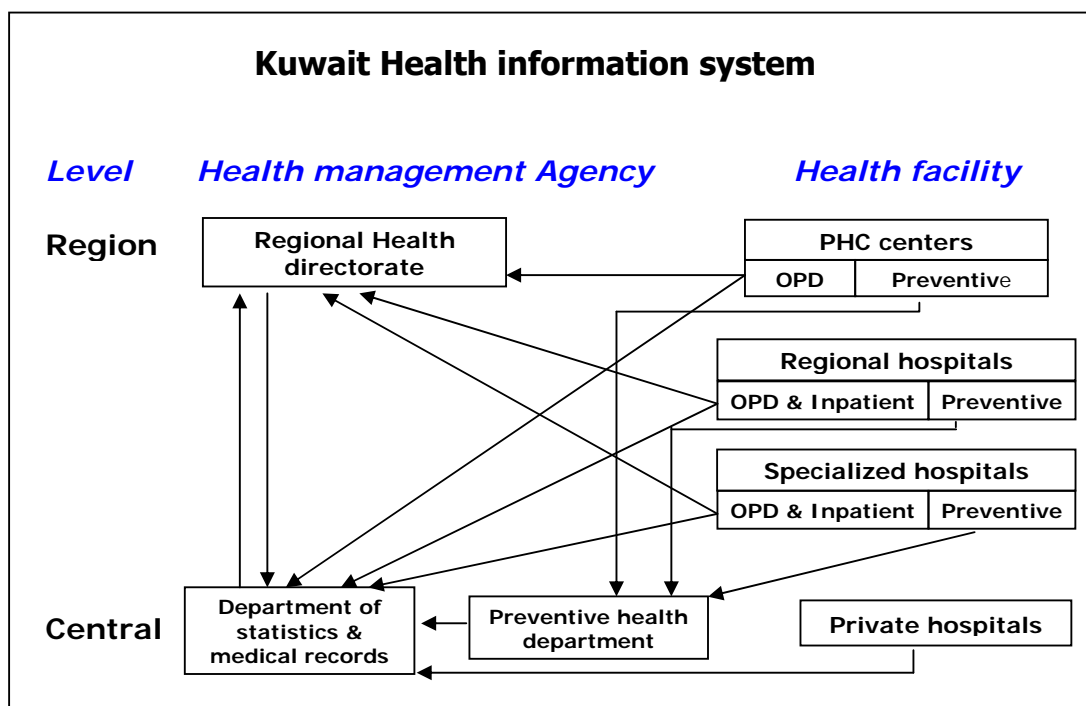 Kuwait Health information system
Level Health management Agency Health facility
Region
Regional Health
directorate
PHC centers
OPD Preventive
Regional hospitals
OPD & Inpatient Preventive
Specialized hospitals
OPD & Inpatient Preventive
Central
Department of
statistics &
medical records
Preventive health
department
Private hospitals